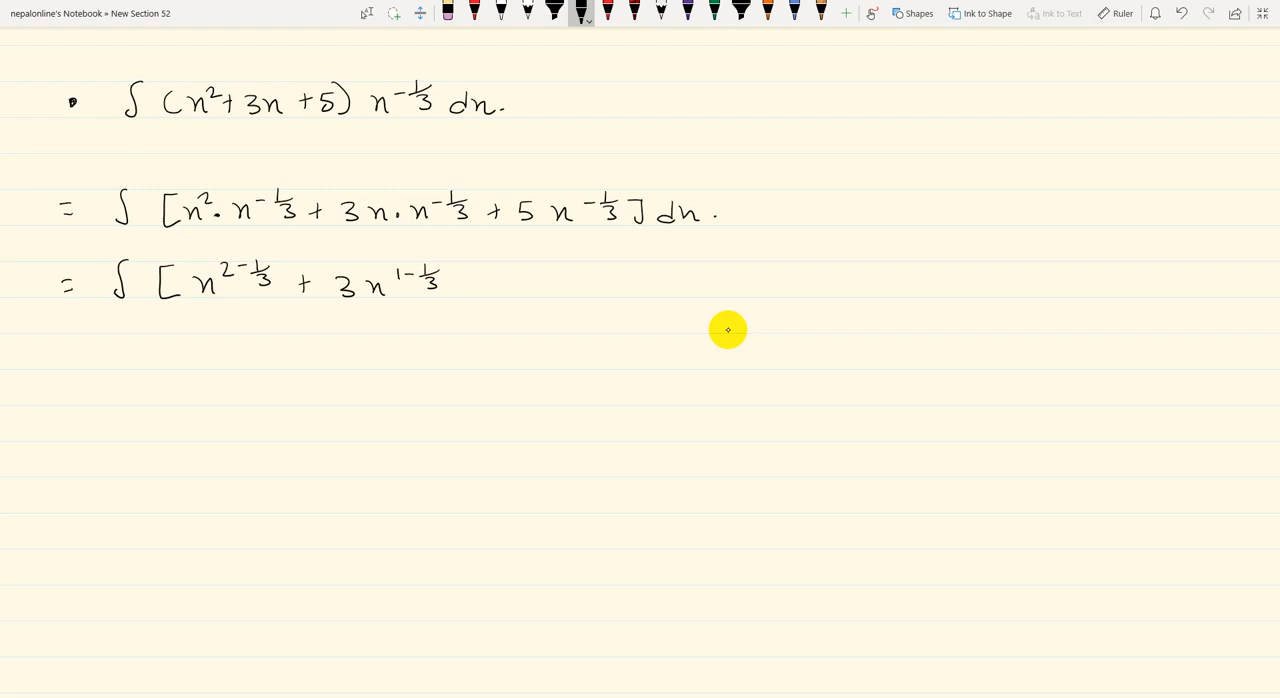 nepalonline's Notebook » New Section 52
Shapes Ink to Shape Ink to Text Ruler
• ∫ (x² + 3x + 5) x^{-1/3} dx.
= ∫ [x² · x^{-1/3} + 3x · x^{-1/3} + 5 x^{-1/3}] dx.
= ∫ [x^{2-1/3} + 3x^{1-1/3}